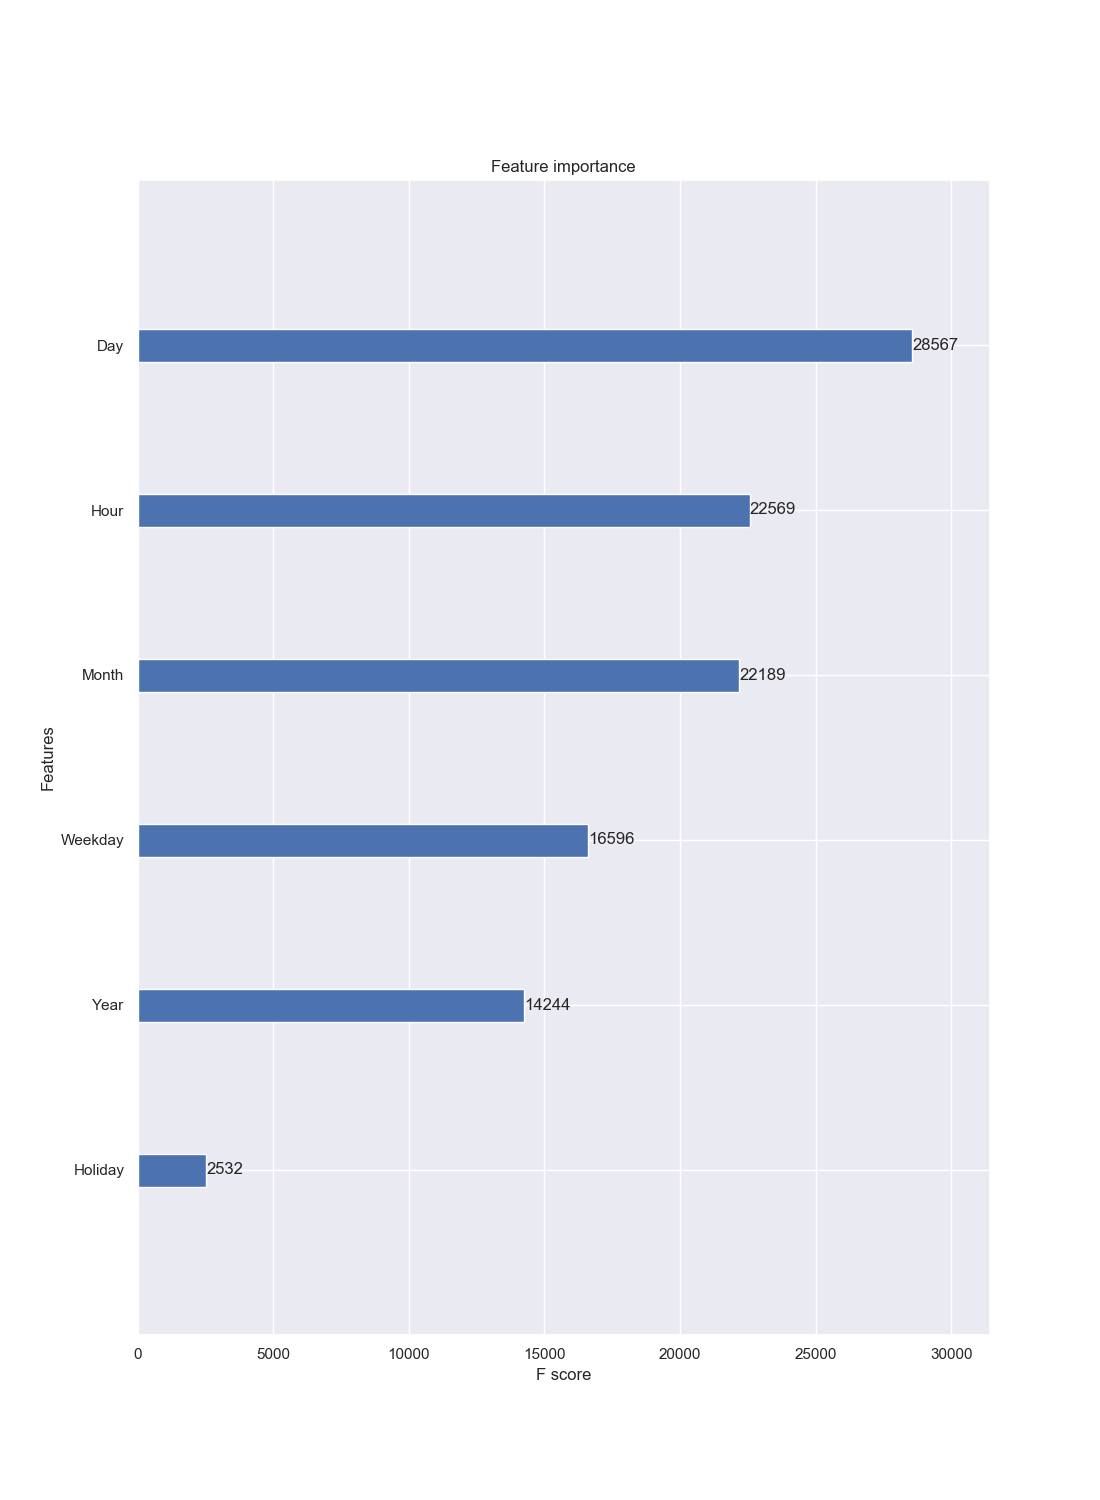 Feature importance
Day
28567
Hour
22569
Month
22189
Features
Weekday
16596
Year
14244
Holiday
2532
0 5000 10000 15000 20000 25000 30000
F score